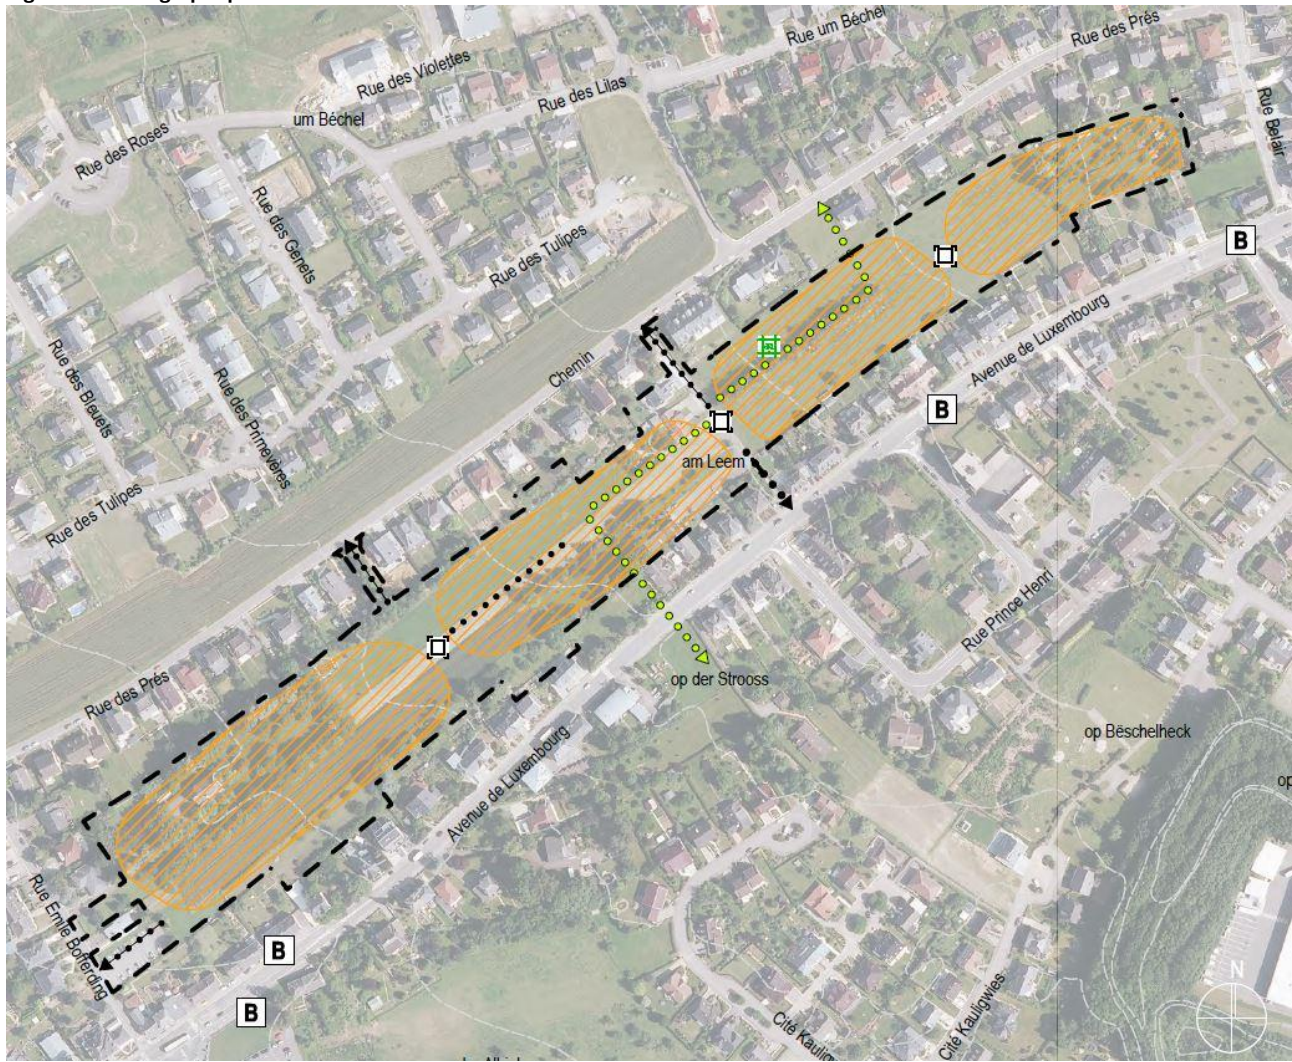 Rue um Béchel
Rue des Prés
Rue des Violettes
Rue des Lilas
um Béchel
Rue des Roses
Rue Belair
Rue des Genets
Rue des Tulipes
B
Avenue de Luxembourg
Chemin
Rue des Bleuets
Rue des Primevères
B
am Leem
Rue des Tulipes
Rue Prince Henri
op der Strooss
Rue des Prés
op Bëschelheck
op
Avenue de Luxembourg
Rue Emile Bofferding
B
B
N
Cité Kauligwies